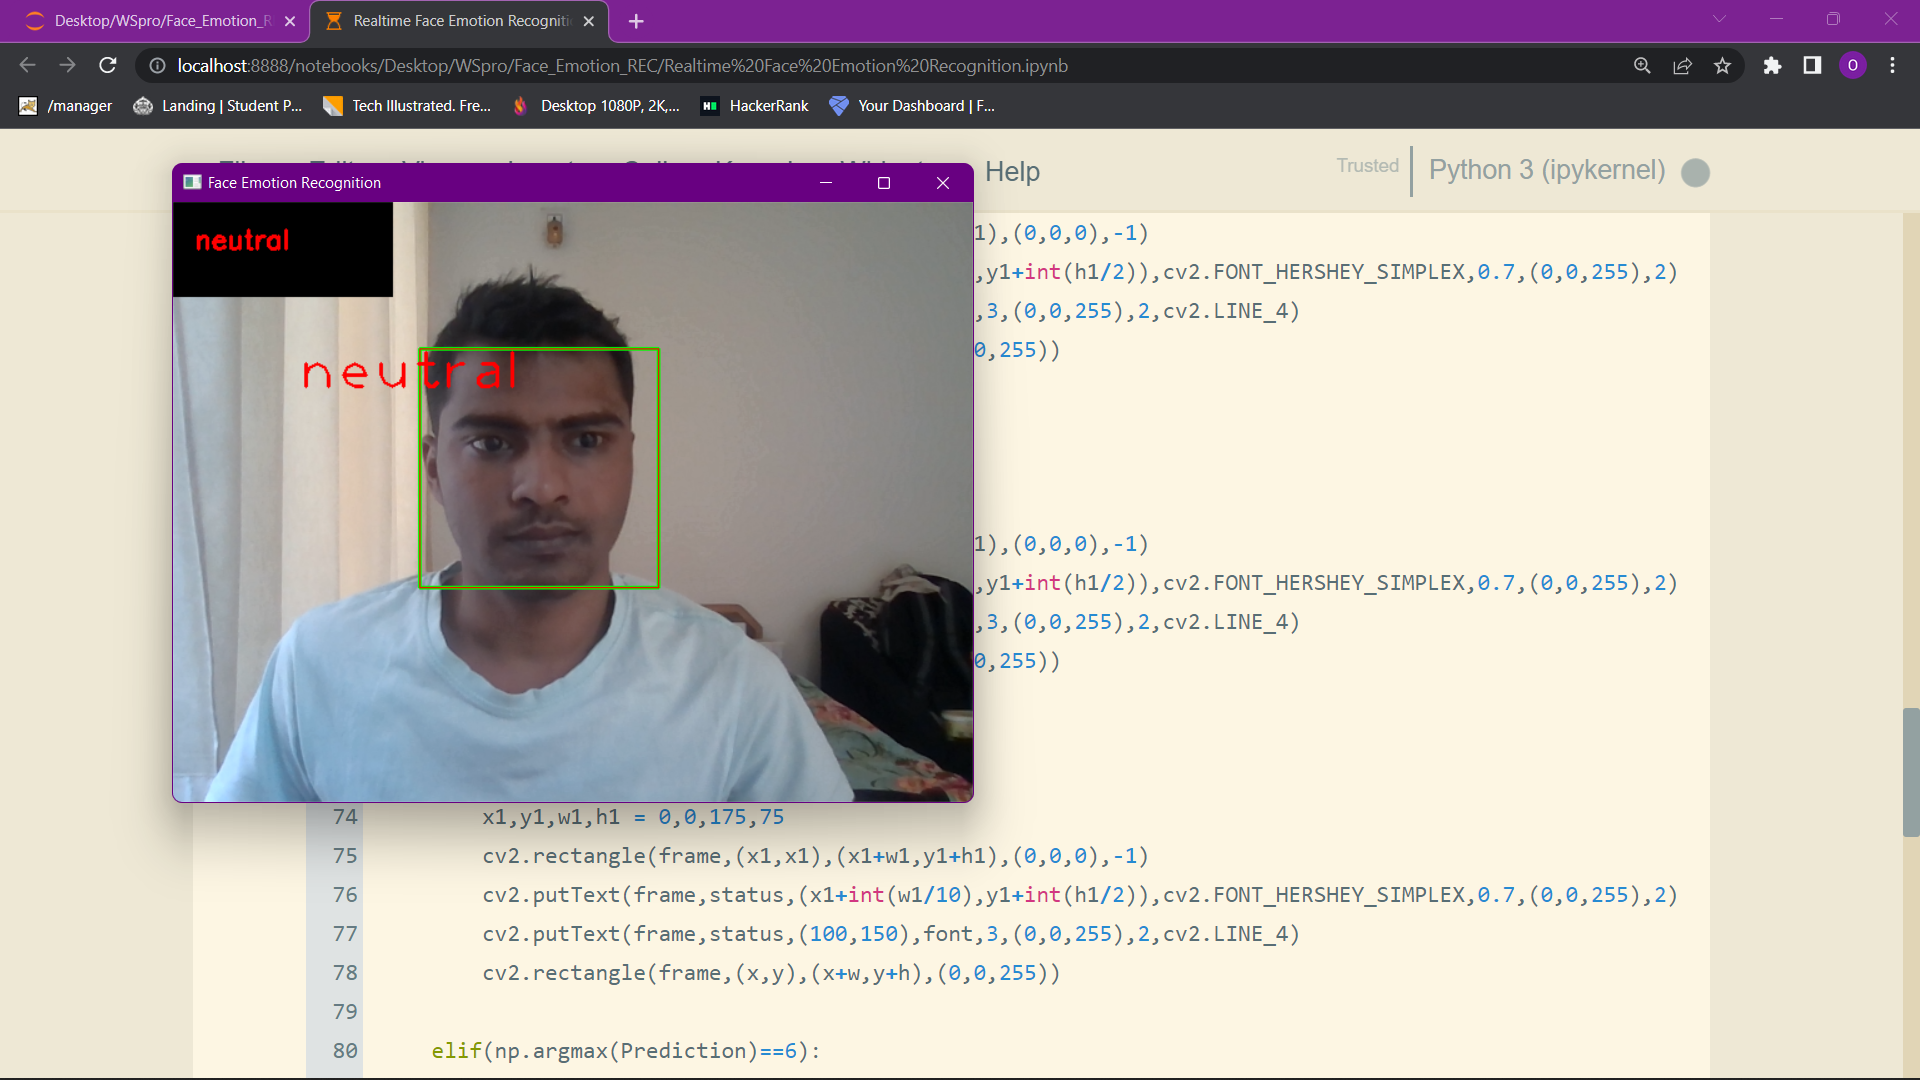 Desktop/WSpro/Face_Emotion_R
Realtime Face Emotion Recogniti
localhost:8888/notebooks/Desktop/WSpro/Face_Emotion_REC/Realtime%20Face%20Emotion%20Recognition.ipynb
O
/manager
Landing | Student P...
Tech Illustrated. Fre...
Desktop 1080P, 2K,...
HackerRank
Your Dashboard | F...
Help
Trusted
Python 3 (ipykernel)
Face Emotion Recognition
neutral
neutral
1),(0,0,0),-1)
,y1+int(h1/2)),cv2.FONT_HERSHEY_SIMPLEX,0.7,(0,0,255),2)
,3,(0,0,255),2,cv2.LINE_4)
0,255))
1),(0,0,0),-1)
,y1+int(h1/2)),cv2.FONT_HERSHEY_SIMPLEX,0.7,(0,0,255),2)
,3,(0,0,255),2,cv2.LINE_4)
0,255))
74 x1,y1,w1,h1 = 0,0,175,75
75 cv2.rectangle(frame,(x1,x1),(x1+w1,y1+h1),(0,0,0),-1)
76 cv2.putText(frame,status,(x1+int(w1/10),y1+int(h1/2)),cv2.FONT_HERSHEY_SIMPLEX,0.7,(0,0,255),2)
77 cv2.putText(frame,status,(100,150),font,3,(0,0,255),2,cv2.LINE_4)
78 cv2.rectangle(frame,(x,y),(x+w,y+h),(0,0,255))
79
80 elif(np.argmax(Prediction)==6):